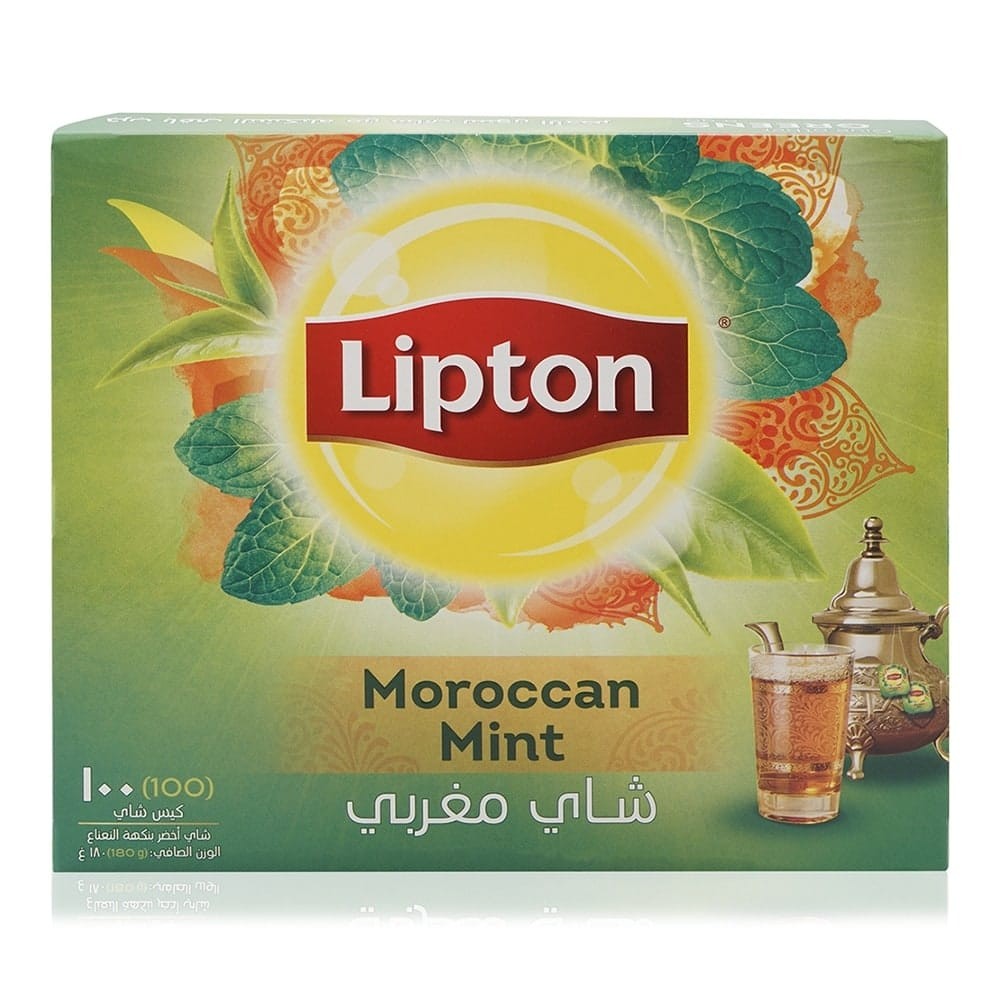 Lipton
®
Moroccan
Mint
شاي مغربي
١٠٠ (100)
كيس شاي
شاي أخضر بنكهة النعناع
الوزن الصافي: (180 g) ١٨٠ غ